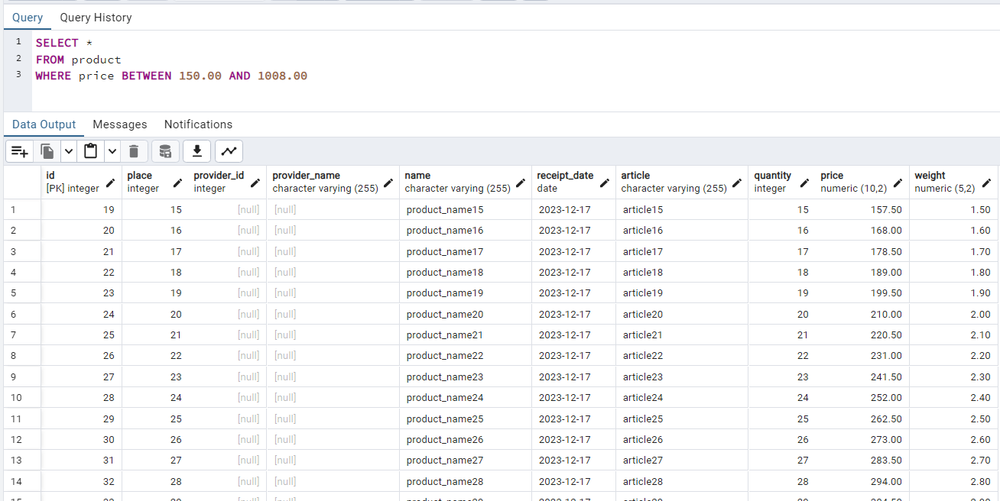 Query Query History
1 SELECT *
2 FROM product
3 WHERE price BETWEEN 150.00 AND 1008.00
Data Output Messages Notifications
id place provider_id provider_name name receipt_date article quantity price weight
[PK] integer integer integer character varying (255) character varying (255) date character varying (255) integer numeric (10,2) numeric (5,2)
1 19 15 [null] [null] product_name15 2023-12-17 article15 15 157.50 1.50
2 20 16 [null] [null] product_name16 2023-12-17 article16 16 168.00 1.60
3 21 17 [null] [null] product_name17 2023-12-17 article17 17 178.50 1.70
4 22 18 [null] [null] product_name18 2023-12-17 article18 18 189.00 1.80
5 23 19 [null] [null] product_name19 2023-12-17 article19 19 199.50 1.90
6 24 20 [null] [null] product_name20 2023-12-17 article20 20 210.00 2.00
7 25 21 [null] [null] product_name21 2023-12-17 article21 21 220.50 2.10
8 26 22 [null] [null] product_name22 2023-12-17 article22 22 231.00 2.20
9 27 23 [null] [null] product_name23 2023-12-17 article23 23 241.50 2.30
10 28 24 [null] [null] product_name24 2023-12-17 article24 24 252.00 2.40
11 29 25 [null] [null] product_name25 2023-12-17 article25 25 262.50 2.50
12 30 26 [null] [null] product_name26 2023-12-17 article26 26 273.00 2.60
13 31 27 [null] [null] product_name27 2023-12-17 article27 27 283.50 2.70
14 32 28 [null] [null] product_name28 2023-12-17 article28 28 294.00 2.80